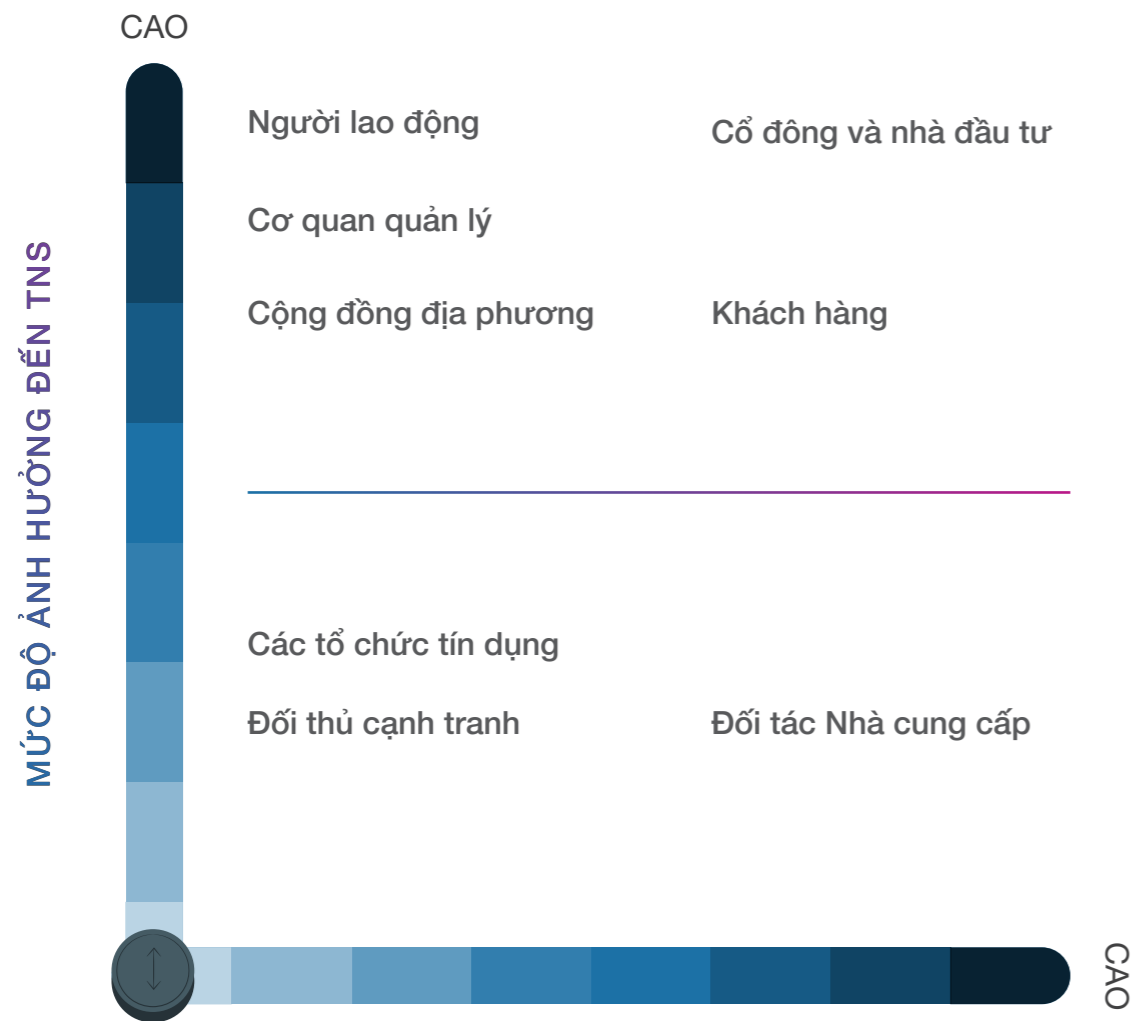 CAO
MỨC ĐỘ ẢNH HƯỞNG ĐẾN TNS
Người lao động
Cổ đông và nhà đầu tư
Cơ quan quản lý
Cộng đồng địa phương
Khách hàng
Các tổ chức tín dụng
Đối thủ cạnh tranh
Đối tác Nhà cung cấp
CAO